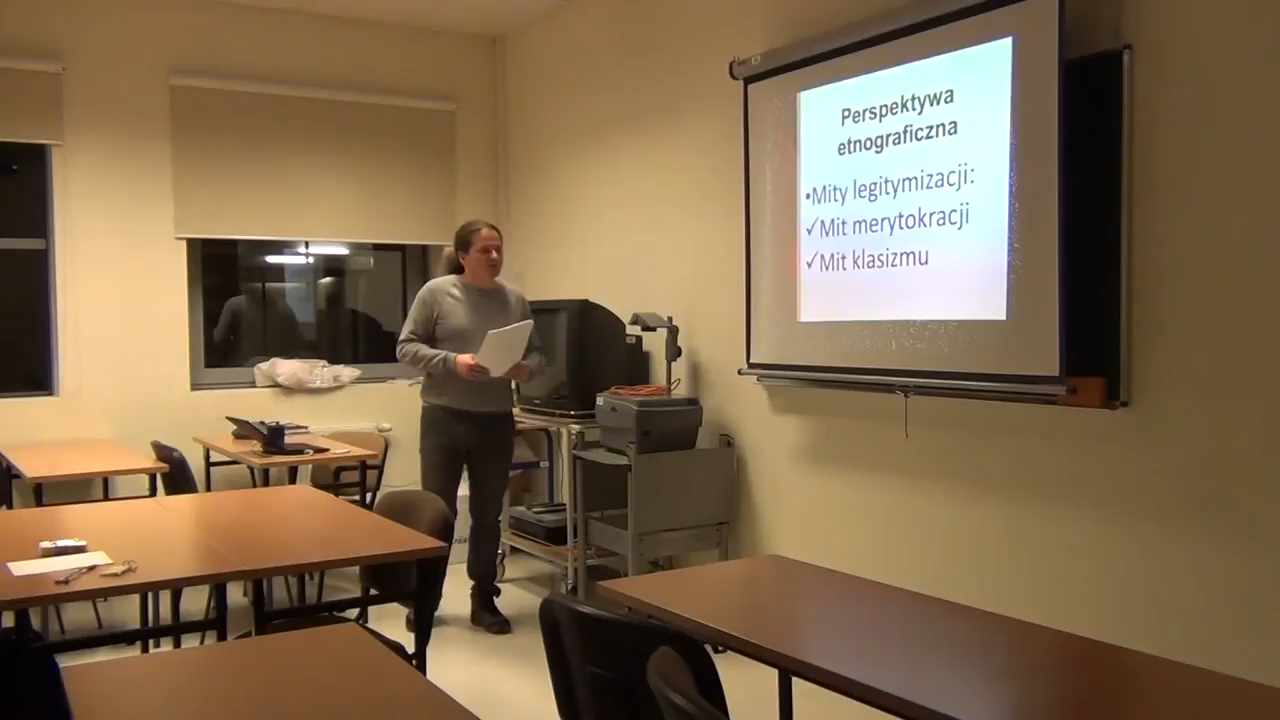 Perspektywa
etnograficzna
•Mity legitymizacji:
✓Mit merytokracji
✓Mit klasizmu